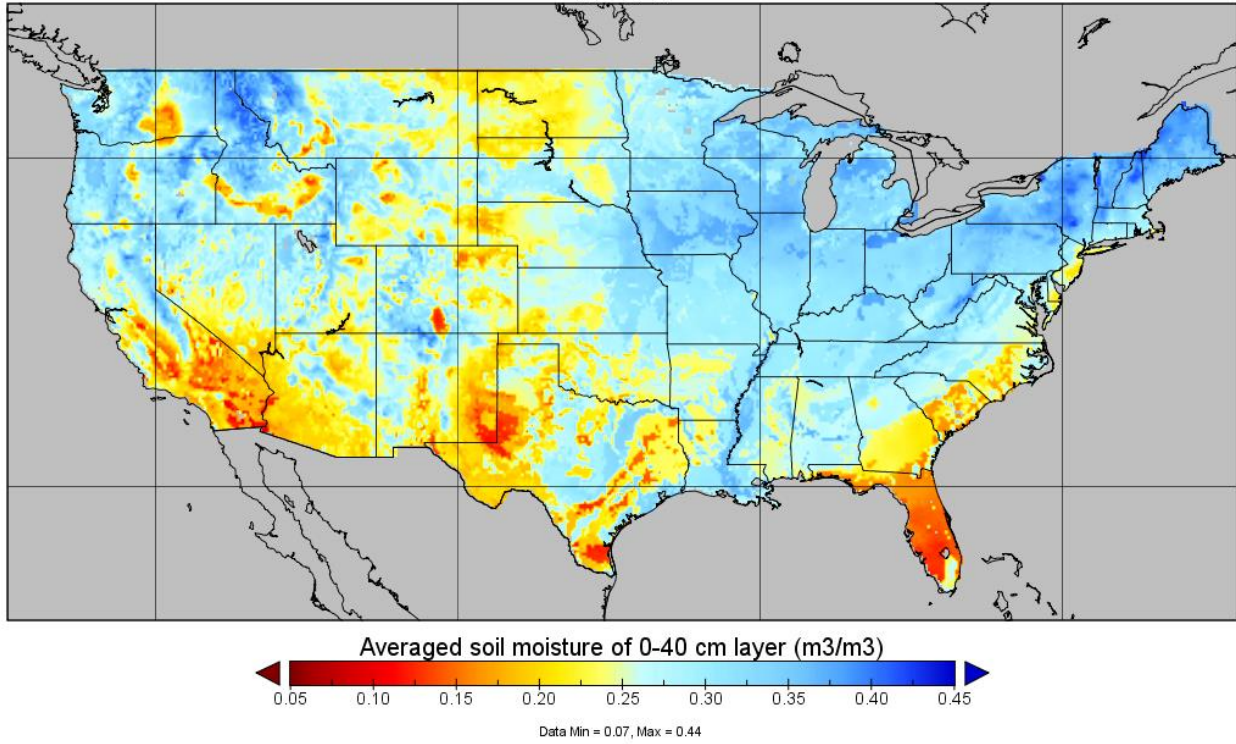 Averaged soil moisture of 0-40 cm layer (m3/m3)
0.05 0.10 0.15 0.20 0.25 0.30 0.35 0.40 0.45
Data Min = 0.07, Max = 0.44